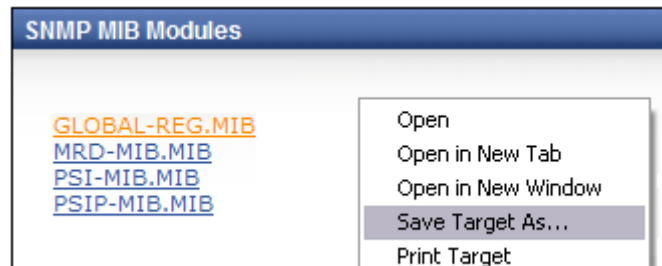 SNMP MIB Modules
GLOBAL-REG.MIB
MRD-MIB.MIB
PSI-MIB.MIB
PSIP-MIB.MIB
Open
Open in New Tab
Open in New Window
Save Target As...
Print Target